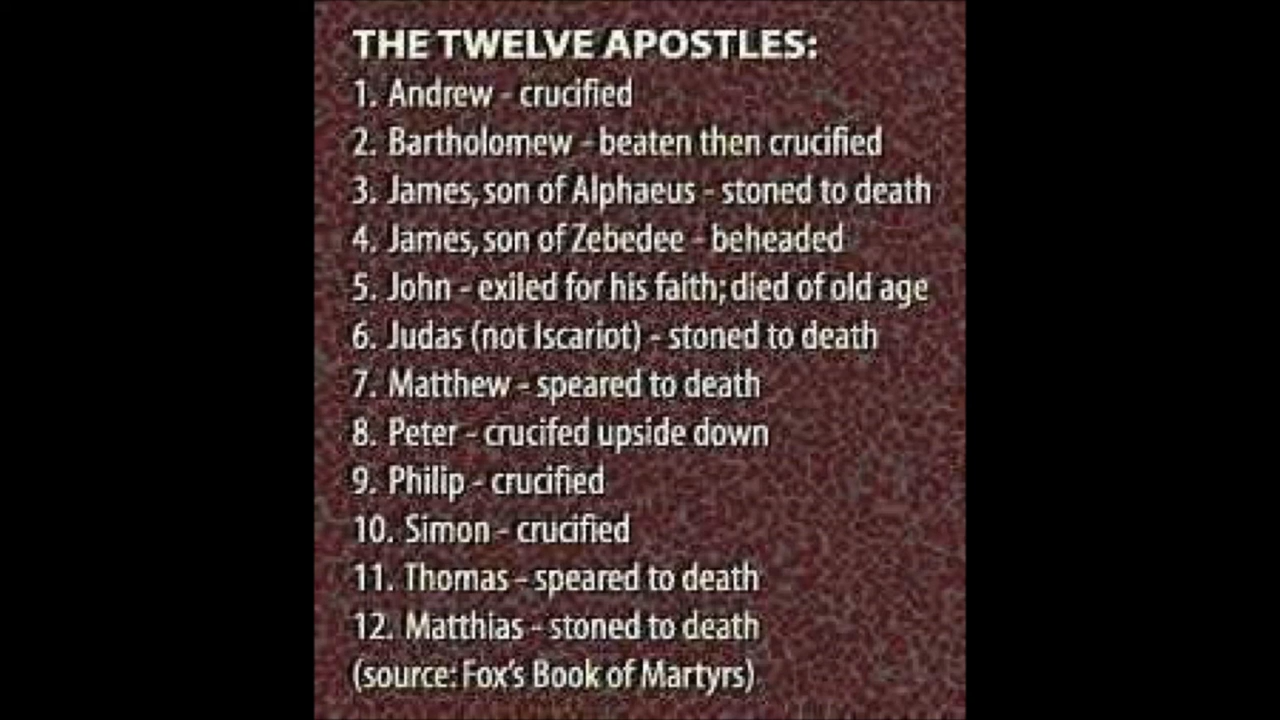 THE TWELVE APOSTLES:
1. Andrew - crucified
2. Bartholomew - beaten then crucified
3. James, son of Alphaeus - stoned to death
4. James, son of Zebedee - beheaded
5. John - exiled for his faith; died of old age
6. Judas (not Iscariot) - stoned to death
7. Matthew - speared to death
8. Peter - crucifed upside down
9. Philip - crucified
10. Simon - crucified
11. Thomas - speared to death
12. Matthias - stoned to death
(source: Fox's Book of Martyrs)